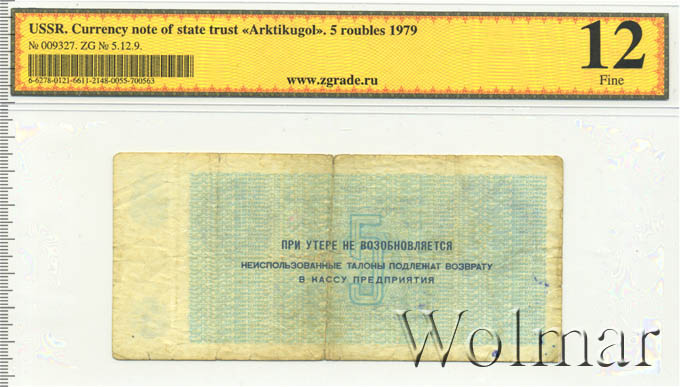 USSR. Currency note of state trust «Arktikugol». 5 roubles 1979
№ 009327. ZG № 5.12.9.
6-6278-0121-6611-2148-0055-700563
www.zgrade.ru
12
Fine
5
ПРИ УТЕРЕ НЕ ВОЗОБНОВЛЯЕТСЯ
НЕИСПОЛЬЗОВАННЫЕ ТАЛОНЫ ПОДЛЕЖАТ ВОЗВРАТУ
В КАССУ ПРЕДПРИЯТИЯ
Wolmar